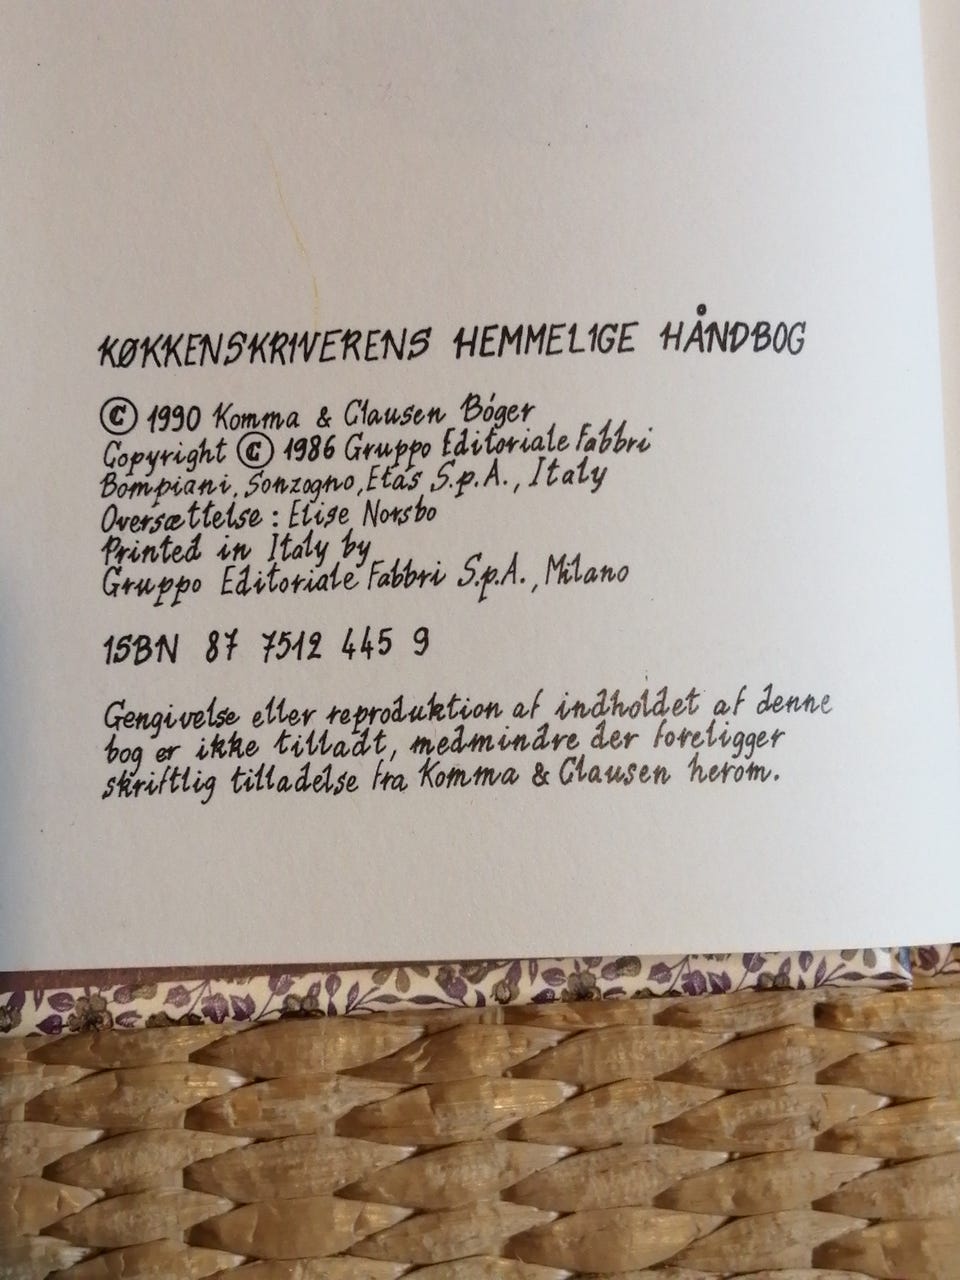 KØKKENSKRIVERENS HEMMELIGE HÅNDBOG
© 1990 Komma & Clausen Bóger
Copyright © 1986 Gruppo Editoriale Fabbri
Bompiani, Sonzogno, Etas S.p.A., Italy
Oversættelse : Elise Norsbo
Printed in Italy by
Gruppo Editoriale Fabbri S.p.A., Milano
ISBN 87 7512 445 9
Gengivelse eller reproduktion af indholdet af denne
bog er ikke tilladt, medmindre der foreligger
skriftlig tilladelse fra Komma & Clausen herom.